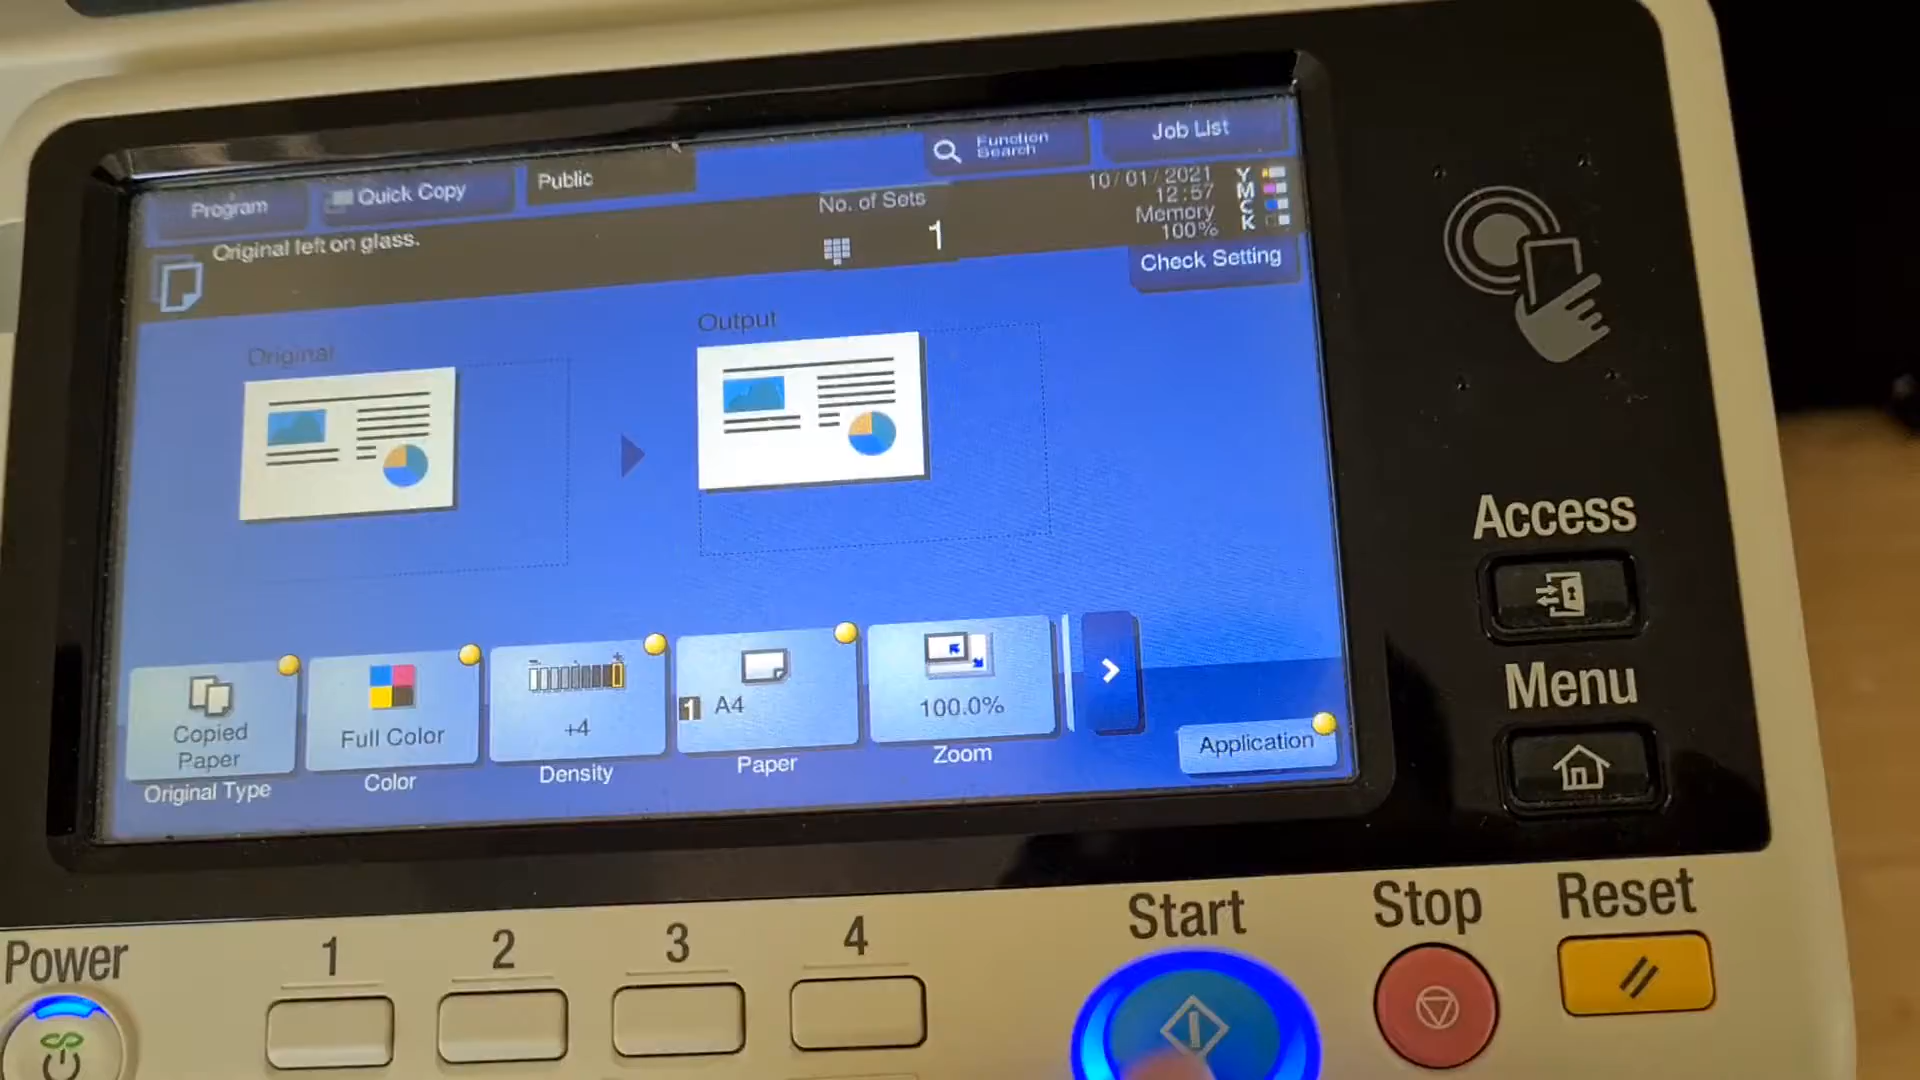 Function
Search
Job List
Program
Quick Copy
Public
Original left on glass.
No. of Sets
1
10/01/2021
12:57
Memory
100%
Y
M
C
K
Check Setting
Original
Output
Copied
Paper
Original Type
Full Color
Color
+4
Density
1 A4
Paper
100.0%
Zoom
Application
Access
Menu
Power
1
2
3
4
Start
Stop
Reset